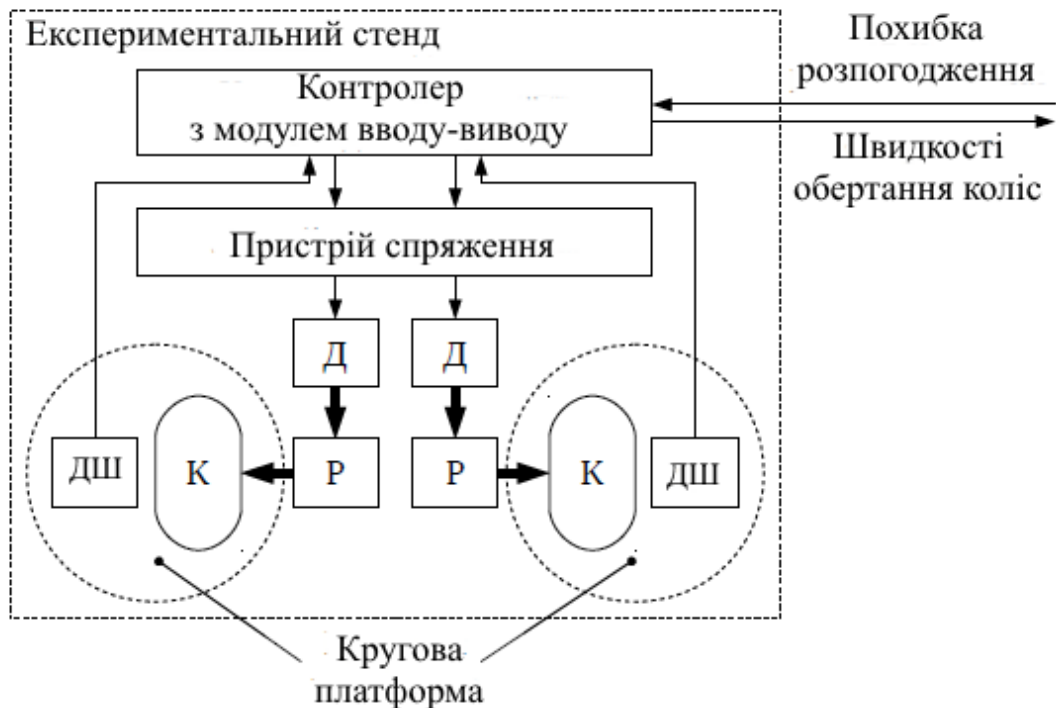 Експериментальний стенд
Похибка
розпогодження
Контролер
з модулем вводу-виводу
Швидкості
обертання коліс
Пристрій спряження
Д
Д
ДШ
К
Р
Р
К
ДШ
Кругова
платформа